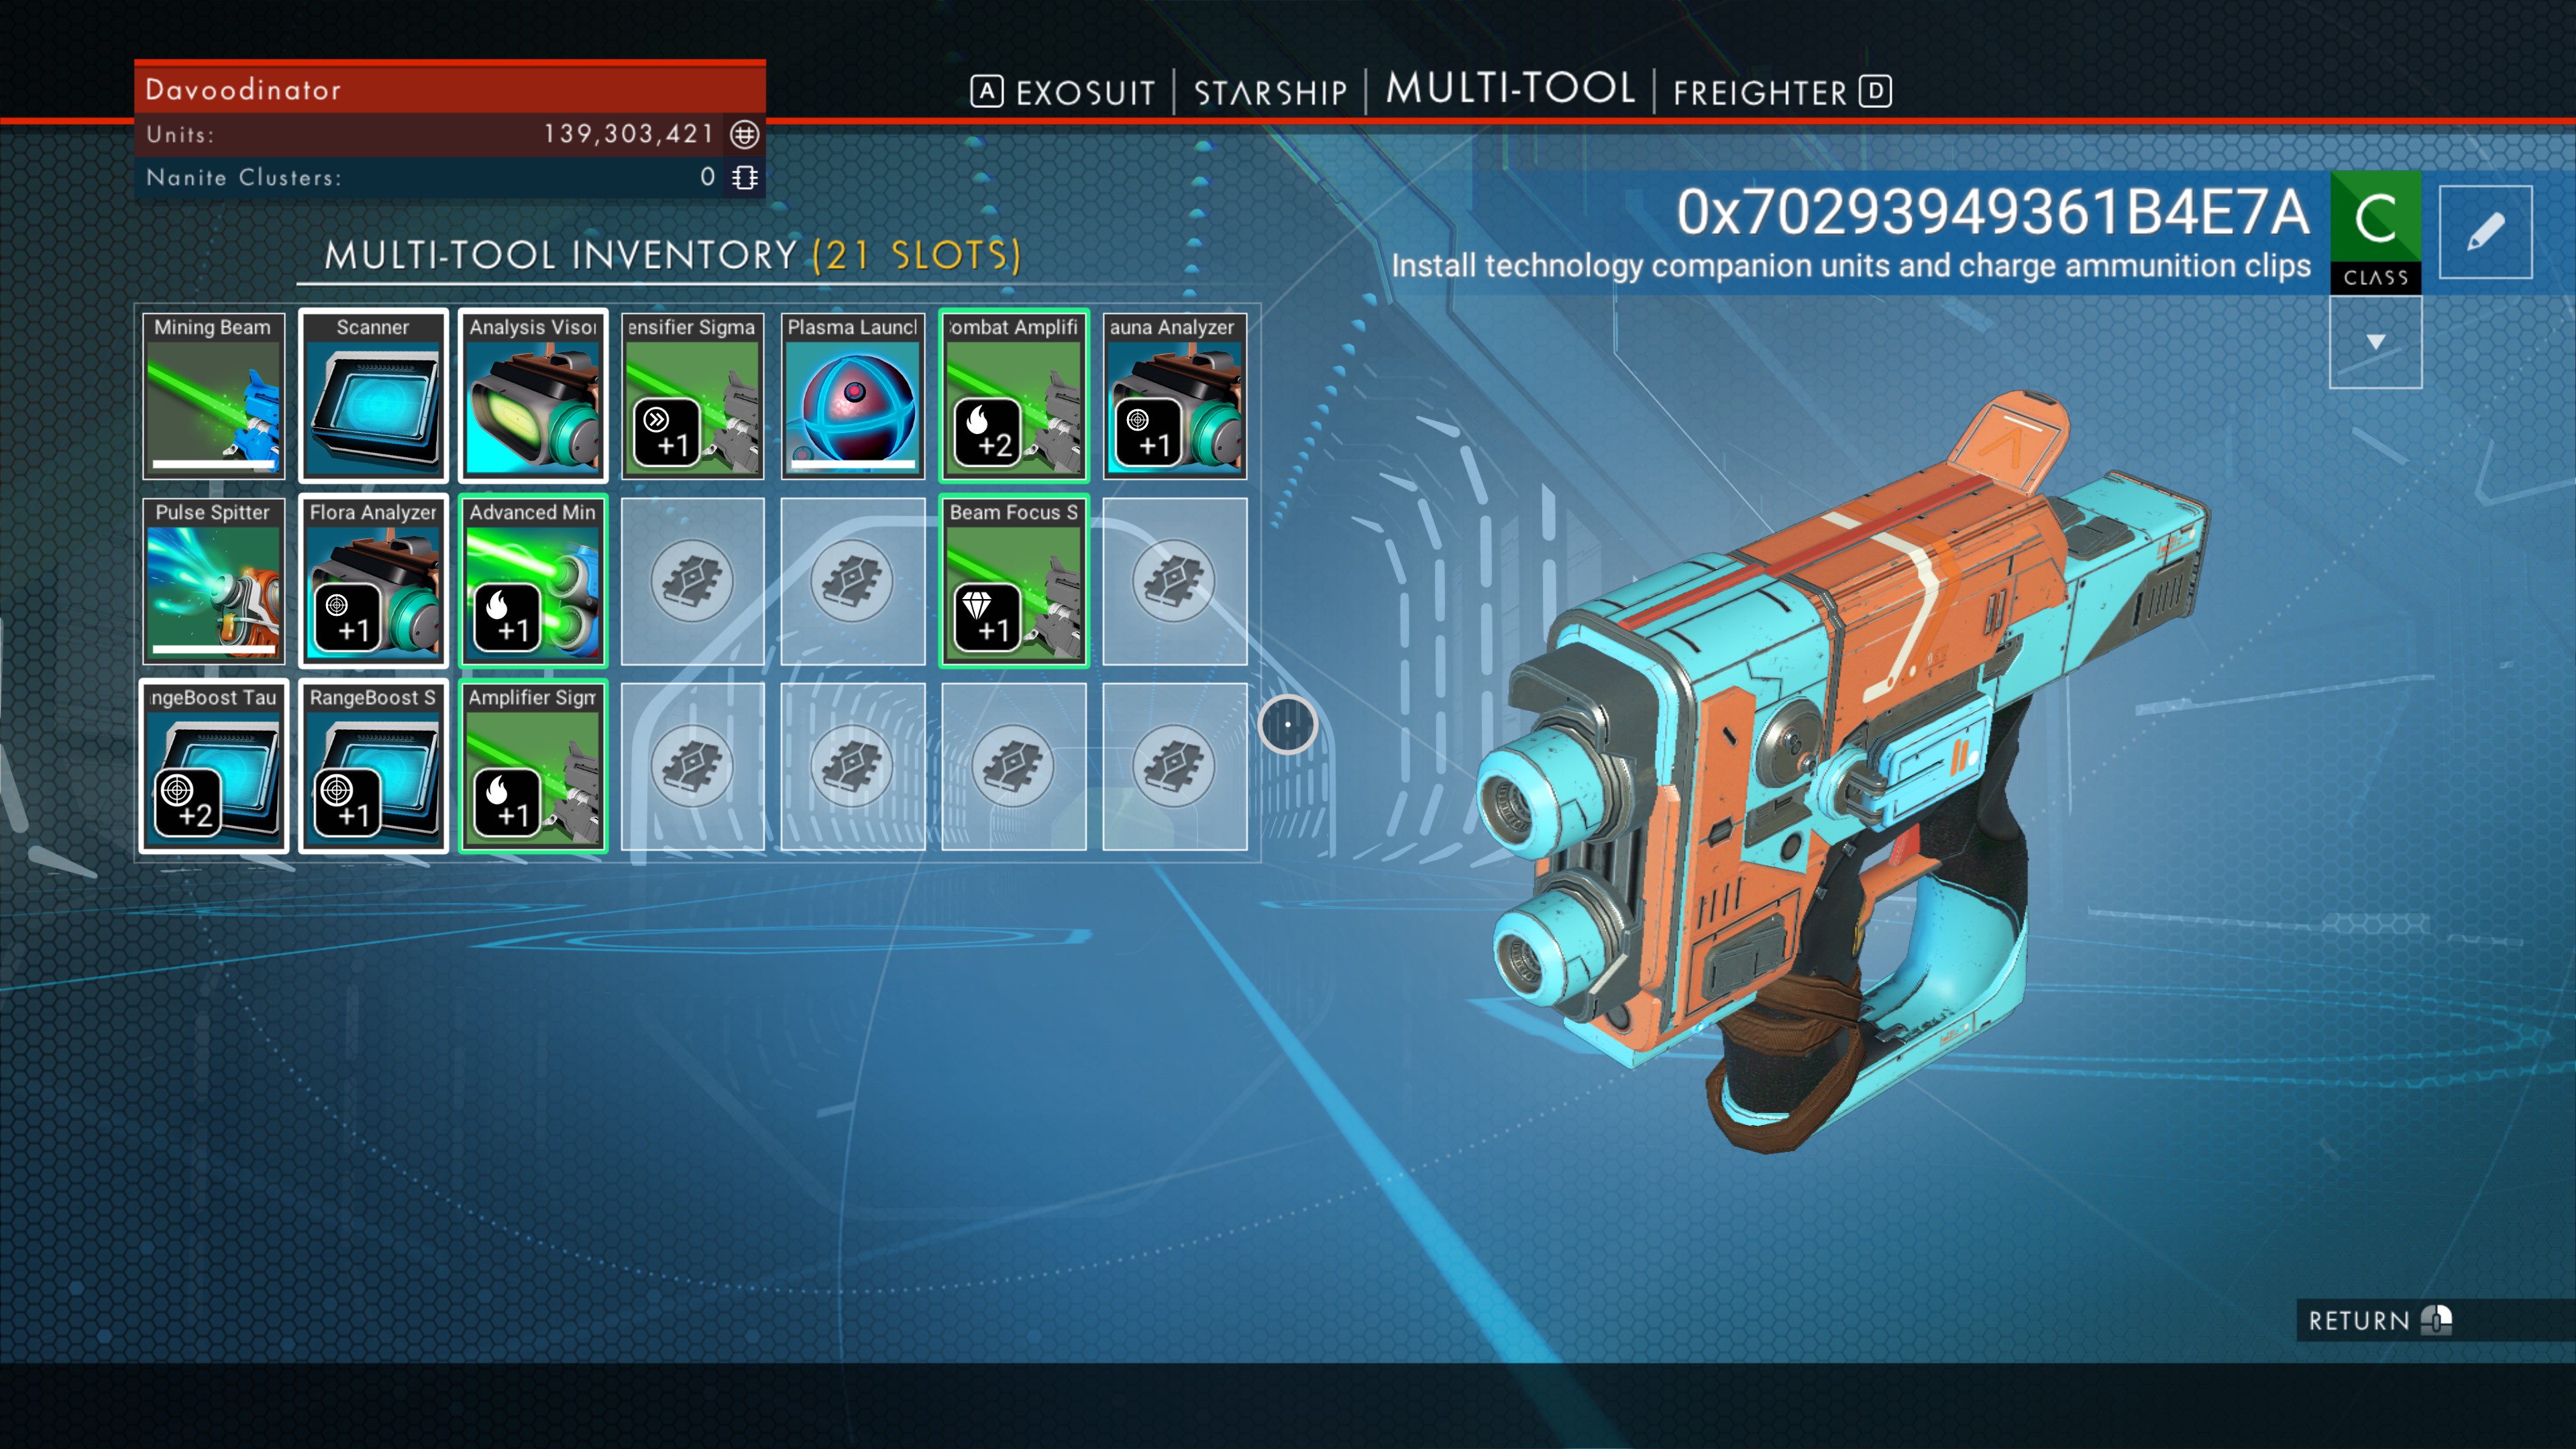 Davoodinator
Units: 139,303,421
Nanite Clusters: 0
A EXOSUIT STARSHIP MULTI-TOOL FREIGHTER D
0x70293949361B4E7A
Install technology companion units and charge ammunition clips
C
CLASS
MULTI-TOOL INVENTORY (21 SLOTS)
Mining Beam Scanner Analysis Visor ensifier Sigma Plasma Launch ombat Amplifi auna Analyzer
+1 +2 +1
Pulse Spitter Flora Analyzer Advanced Min Beam Focus S
+1 +1 +1
ngeBoost Tau RangeBoost S Amplifier Sigm
+2 +1 +1
RETURN